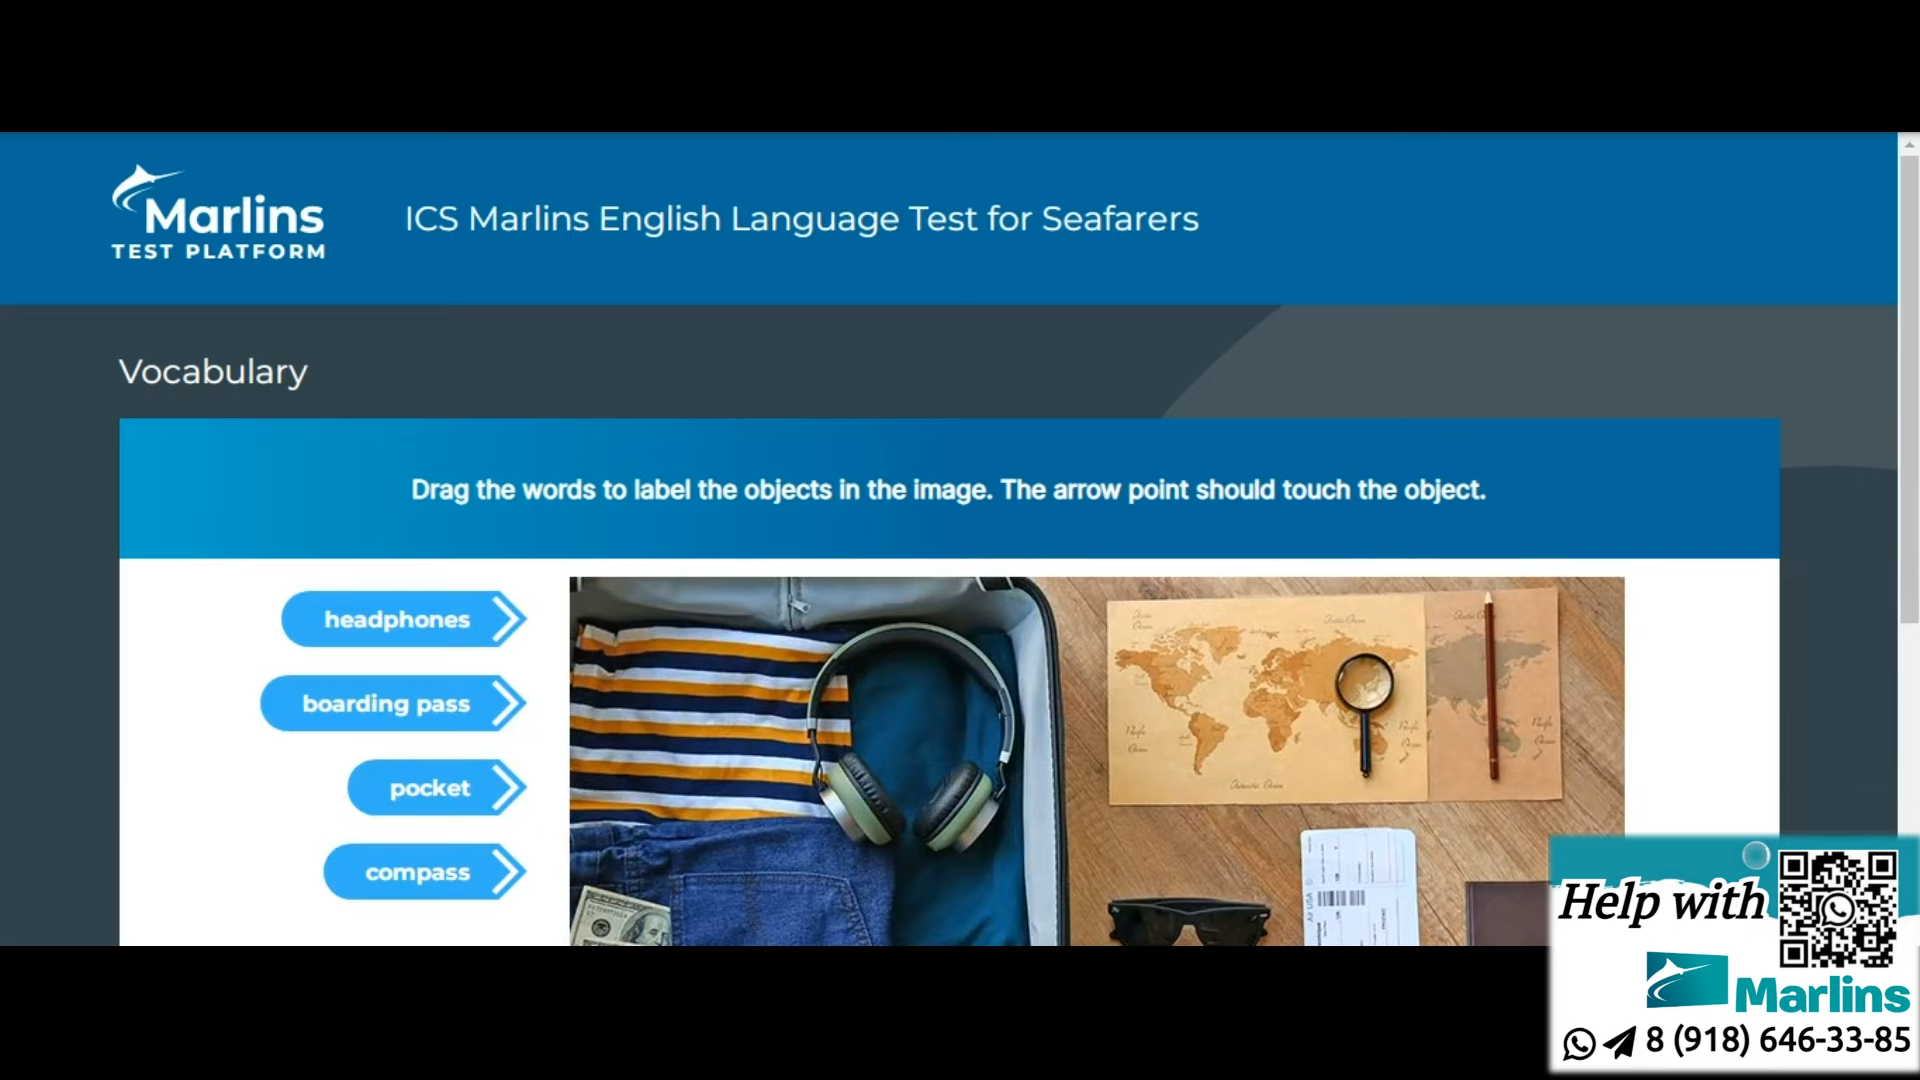 Marlins
TEST PLATFORM
ICS Marlins English Language Test for Seafarers
Vocabulary
Drag the words to label the objects in the image. The arrow point should touch the object.
headphones
boarding pass
pocket
compass
Air USA
Help with
Marlins
8 (918) 646-33-85